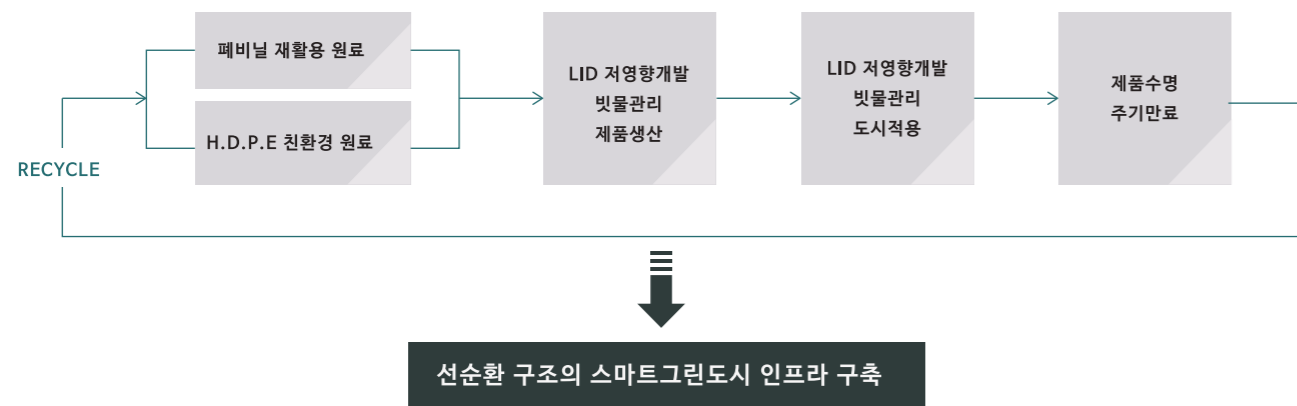 RECYCLE
폐비닐 재활용 원료
H.D.P.E 친환경 원료
LID 저영향개발
빗물관리
제품생산
LID 저영향개발
빗물관리
도시적용
제품수명
주기만료
선순환 구조의 스마트그린도시 인프라 구축